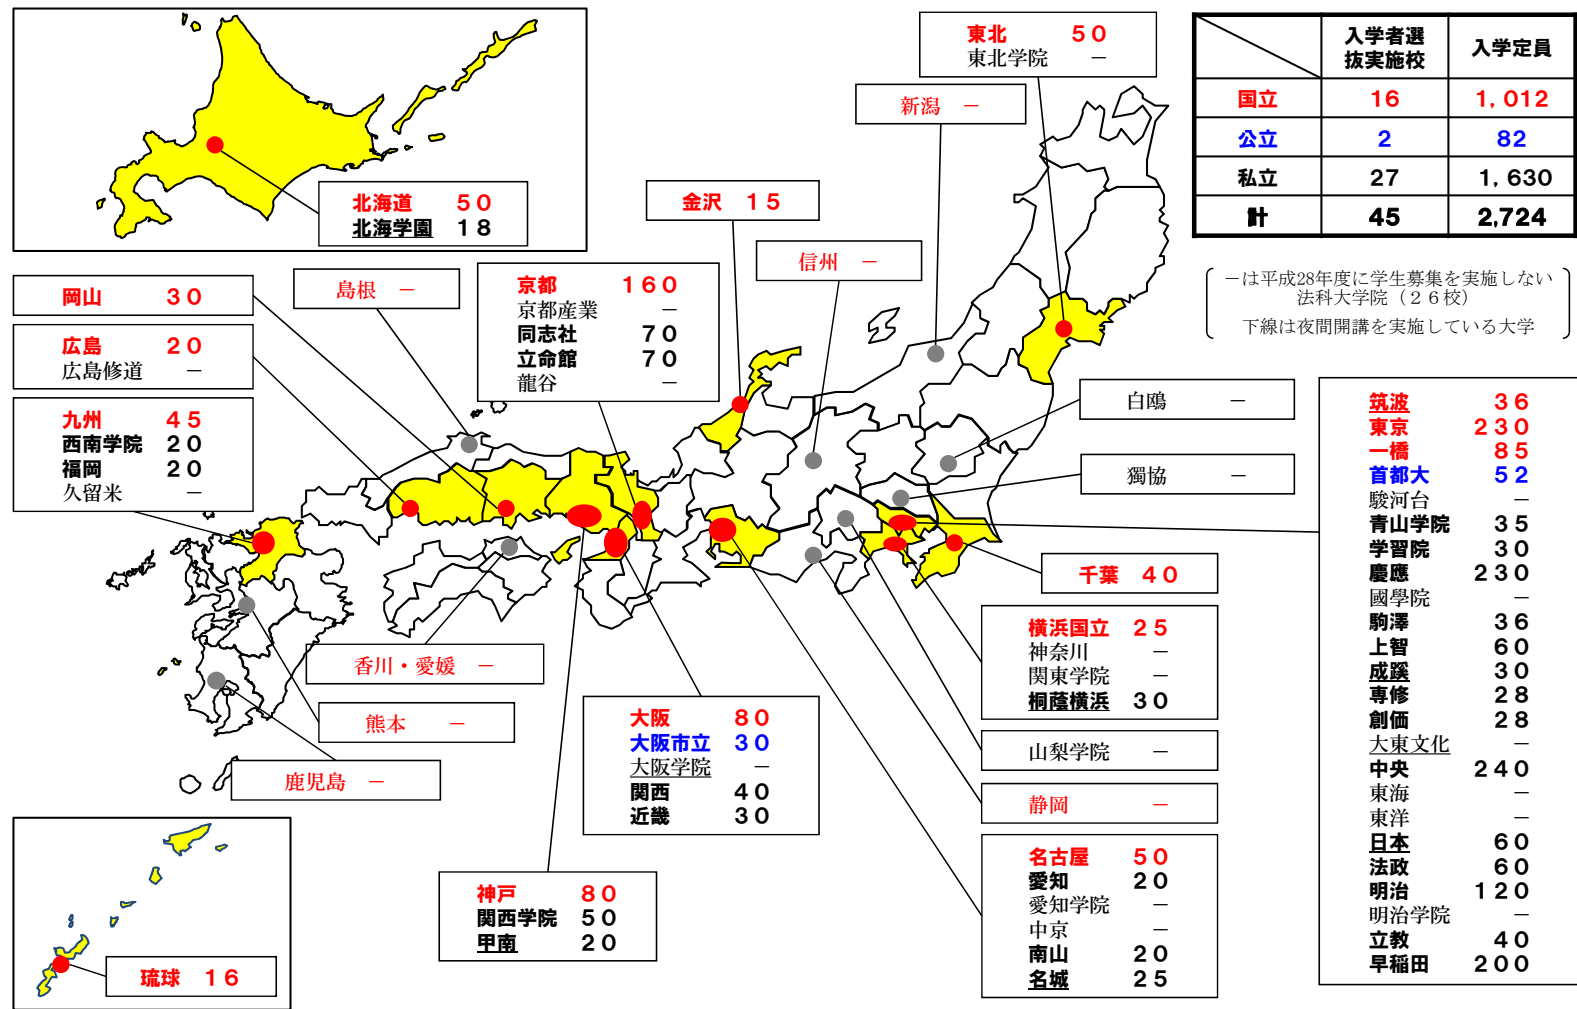 北海道 50
北海学園 18
東北 50
東北学院 －
新潟 －
金沢 15
信州 －
入学者選
抜実施校
入学定員
国立 16 1,012
公立 2 82
私立 27 1,630
計 45 2,724
－は平成28年度に学生募集を実施しない
法科大学院（２６校）
下線は夜間開講を実施している大学
岡山 30
島根 －
広島 20
広島修道 －
京都 160
京都産業 －
同志社 70
立命館 70
龍谷 －
九州 45
西南学院 20
福岡 20
久留米 －
白鴎 －
獨協 －
千葉 40
筑波 36
東京 230
一橋 85
首都大 52
駿河台 －
青山学院 35
学習院 30
慶應 230
國學院 －
駒澤 36
上智 60
成蹊 30
専修 28
創価 28
大東文化 －
中央 240
東海 －
東洋 －
日本 60
法政 60
明治 120
明治学院 －
立教 40
早稲田 200
横浜国立 25
神奈川 －
関東学院 －
桐蔭横浜 30
香川・愛媛 －
熊本 －
鹿児島 －
大阪 80
大阪市立 30
大阪学院 －
関西 40
近畿 30
山梨学院 －
静岡 －
名古屋 50
愛知 20
愛知学院 －
中京 －
南山 20
名城 25
神戸 80
関西学院 50
甲南 20
琉球 16